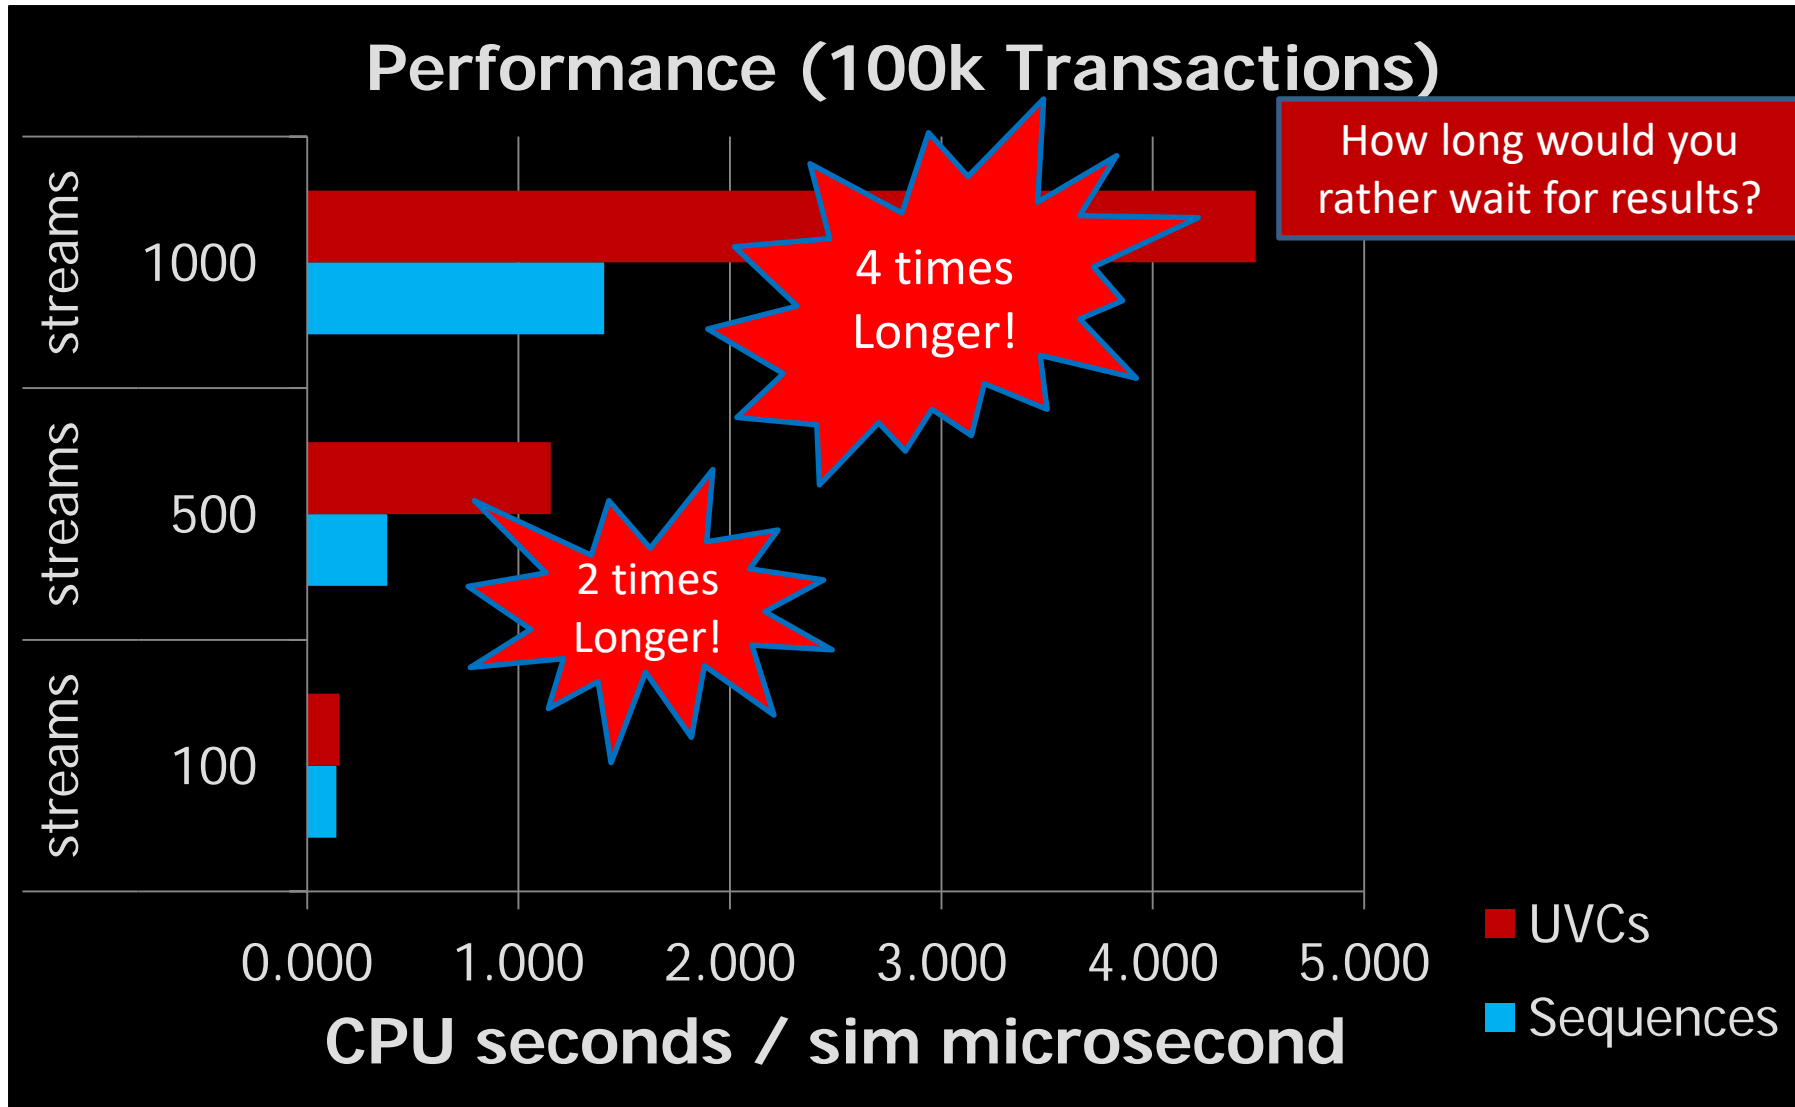 Performance (100k Transactions)
How long would you
rather wait for results?
streams
1000
4 times
Longer!
streams
500
2 times
Longer!
streams
100
0.000
1.000
2.000
3.000
4.000
5.000
CPU seconds / sim microsecond
UVCs
Sequences